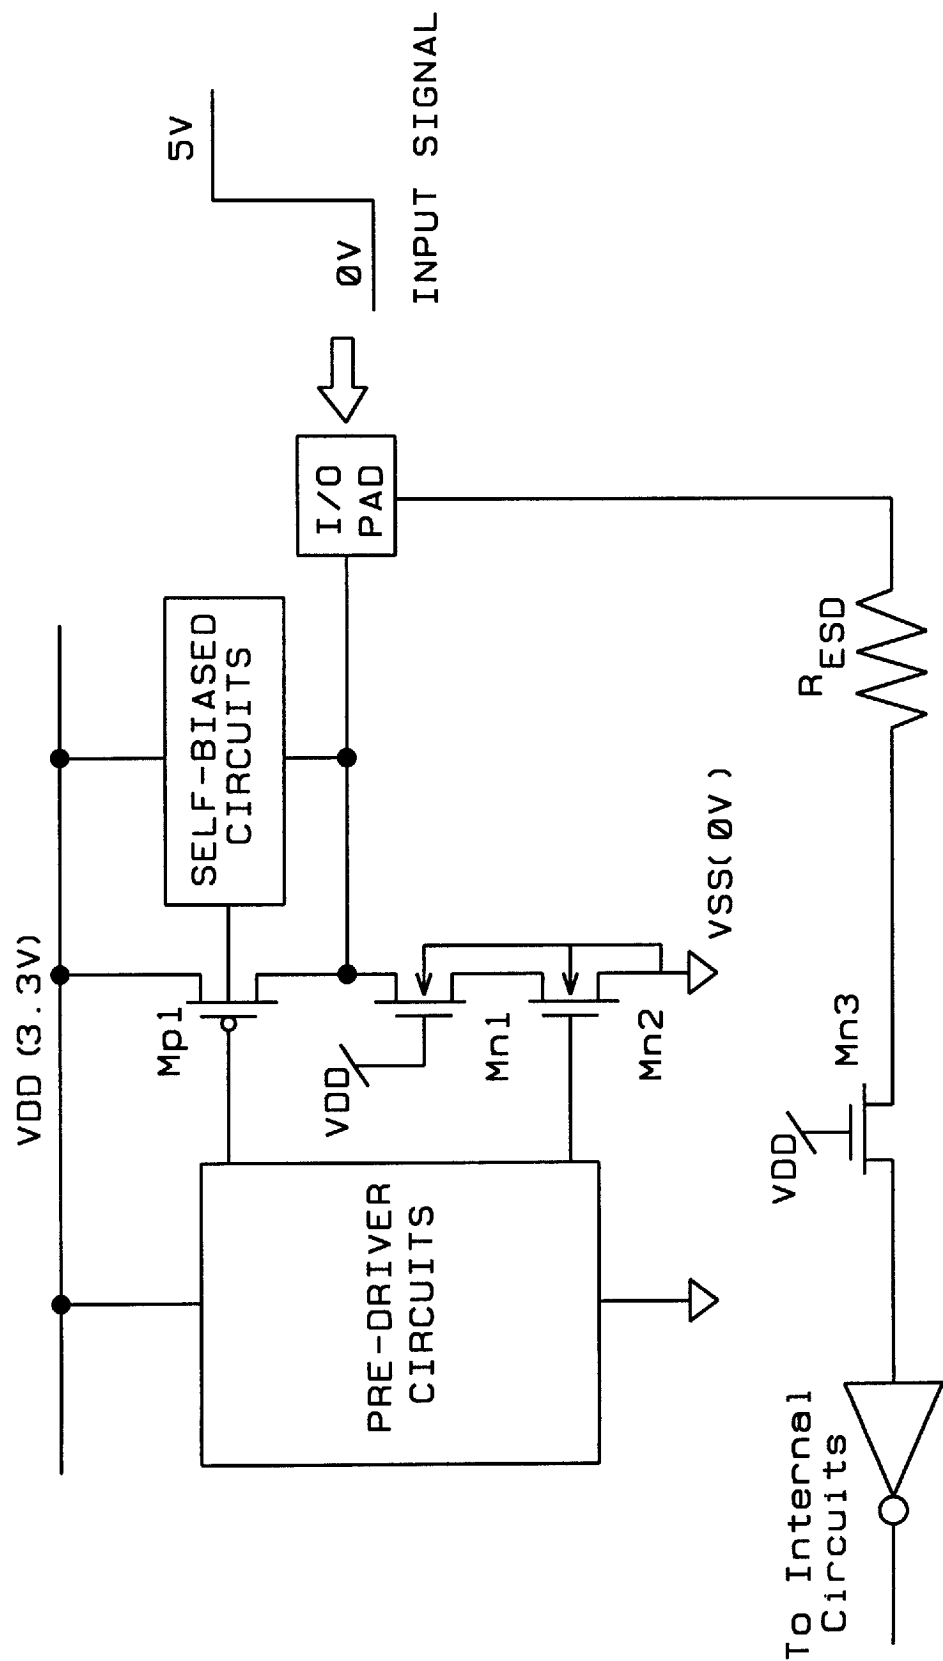 VDD (3.3V)
5V
0V
INPUT SIGNAL
SELF-BIASED
CIRCUITS
I/O
PAD
Mp1
VDD
Mn1
Mn2
VSS(0V)
PRE-DRIVER
CIRCUITS
RESD
VDD
Mn3
To Internal
Circuits